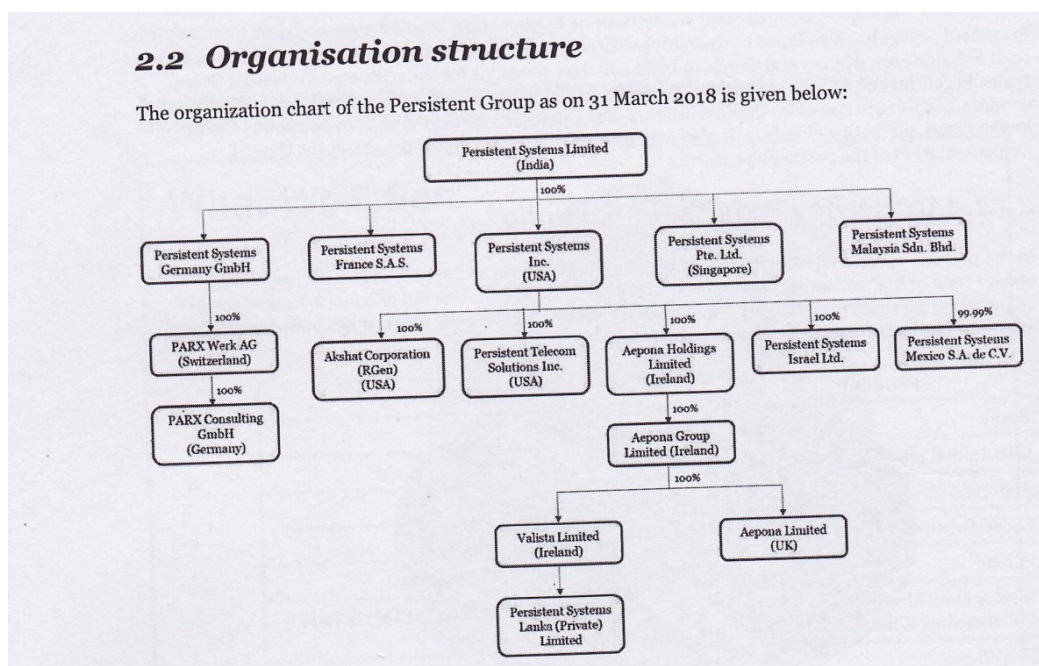 2.2 Organisation structure
The organization chart of the Persistent Group as on 31 March 2018 is given below:
Persistent Systems Limited
(India)
100%
Persistent Systems
Germany GmbH
Persistent Systems
France S.A.S.
Persistent Systems
Inc.
(USA)
Persistent Systems
Pte. Ltd.
(Singapore)
Persistent Systems
Malaysia Sdn. Bhd.
100%
100%
100%
100%
100%
99.99%
PARX Werk AG
(Switzerland)
Akshat Corporation
(RGen)
(USA)
Persistent Telecom
Solutions Inc.
(USA)
Aepona Holdings
Limited
(Ireland)
Persistent Systems
Israel Ltd.
Persistent Systems
Mexico S.A. de C.V.
100%
100%
PARX Consulting
GmbH
(Germany)
Aepona Group
Limited (Ireland)
100%
Valista Limited
(Ireland)
Aepona Limited
(UK)
Persistent Systems
Lanka (Private)
Limited